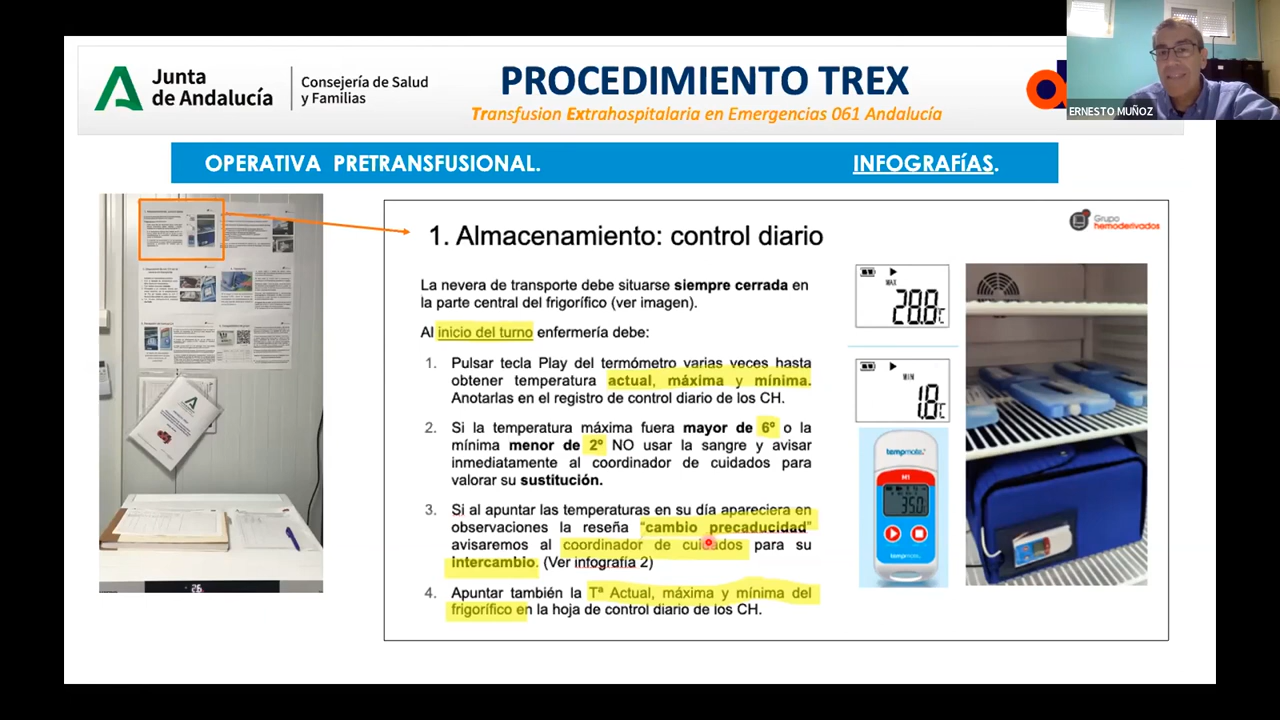 Junta
de Andalucía
Consejería de Salud
y Familias
PROCEDIMIENTO TREX
Transfusion Extrahospitalaria en Emergencias 061 Andalucía
ERNESTO MUÑOZ
OPERATIVA PRETRANSFUSIONAL.
INFOGRAFíAS.
Grupo
hemoderivados
1. Almacenamiento: control diario
La nevera de transporte debe situarse siempre cerrada en
la parte central del frigorífico (ver imagen).
Al inicio del turno enfermería debe:
1. Pulsar tecla Play del termómetro varias veces hasta
obtener temperatura actual, máxima y mínima.
Anotarlas en el registro de control diario de los CH.
2. Si la temperatura máxima fuera mayor de 6º o la
mínima menor de 2º NO usar la sangre y avisar
inmediatamente al coordinador de cuidados para
valorar su sustitución.
3. Si al apuntar las temperaturas en su día apareciera en
observaciones la reseña “cambio precaducidad”
avisaremos al coordinador de cuidados para su
Intercambio. (Ver infografía 2)
4. Apuntar también la Tª Actual, máxima y mínima del
frigorífico en la hoja de control diario de los CH.
MAX
28.8℃
MIN
1.8℃
tempmate.
M1
35.0
tempmate.